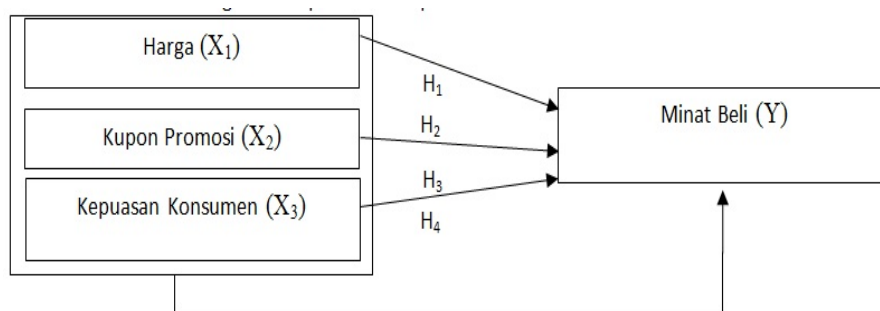 Harga (X₁)
H₁
Kupon Promosi (X₂)
H₂
Minat Beli (Y)
Kepuasan Konsumen (X₃)
H₃
H₄